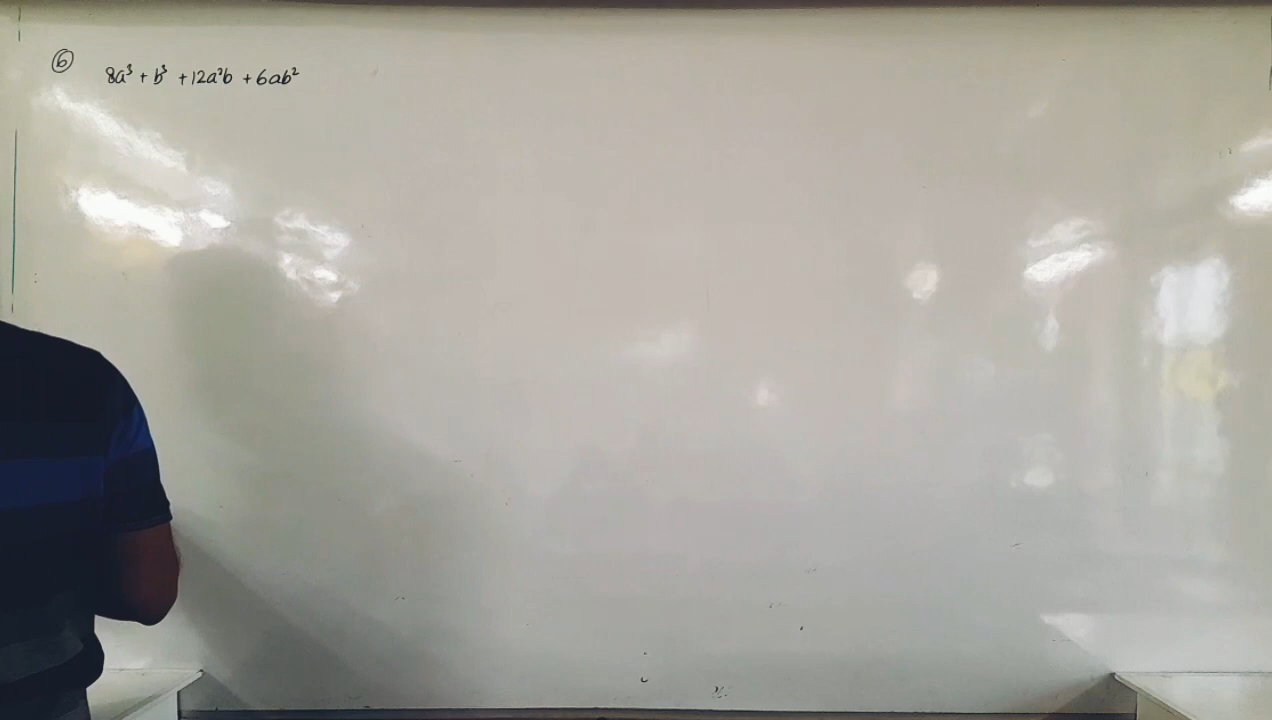 ⑥ 8a³ + b³ + 12a²b + 6ab²